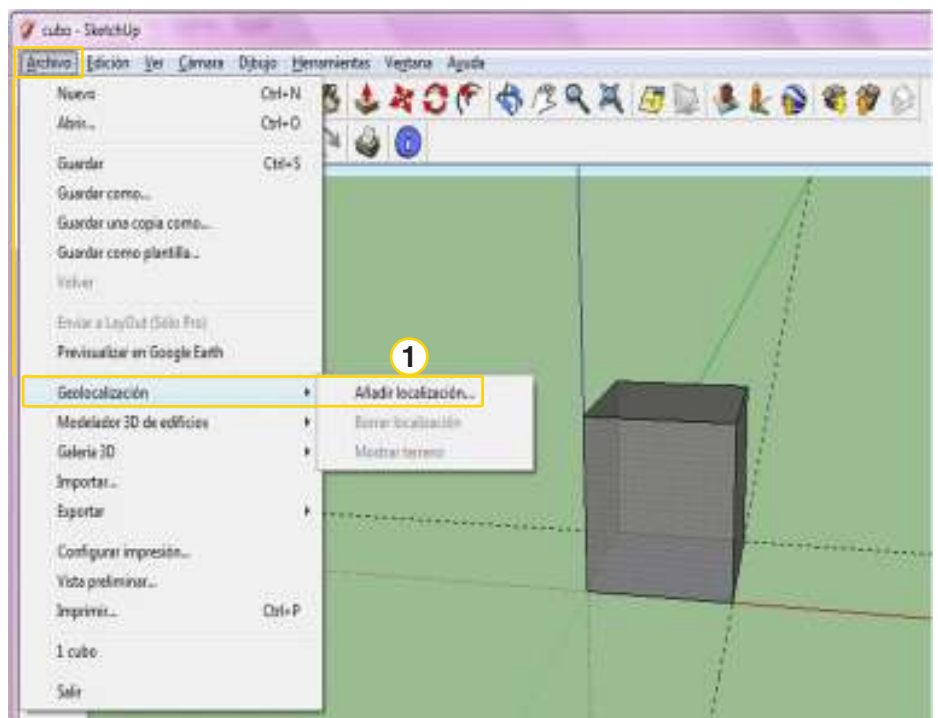 cubo - SketchUp
Archivo Edición Ver Cámara Dibujo Herramientas Ventana Ayuda
Nuevo Ctrl+N
Abrir... Ctrl+O
Guardar Ctrl+S
Guardar como...
Guardar una copia como...
Guardar como plantilla...
Volver
Enviar a LayOut (Sólo Pro)
Previsualizar en Google Earth
1
Geolocalización Añadir localización...
Modelador 3D de edificios Borrar localización
Galería 3D Mostrar terreno
Importar...
Exportar
Configurar impresión...
Vista preliminar...
Imprimir... Ctrl+P
1 cubo
Salir